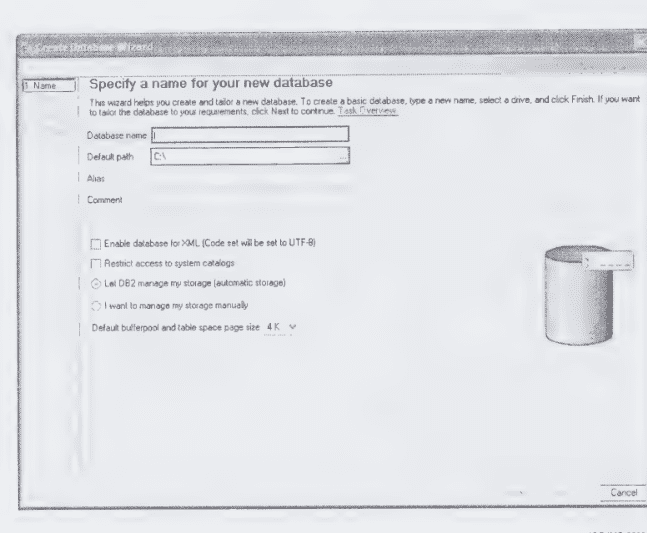 Create Database Wizard
1. Name
Specify a name for your new database
This wizard helps you create and tailor a new database. To create a basic database, type a new name, select a drive, and click Finish. If you want
to tailor the database to your requirements, click Next to continue. Task Overview
Database name
Default path C:\ ...
Alias
Comment
Enable database for XML (Code set will be set to UTF-8)
Restrict access to system catalogs
Let DB2 manage my storage (automatic storage)
I want to manage my storage manually
Default bufferpool and table space page size 4 K
Cancel